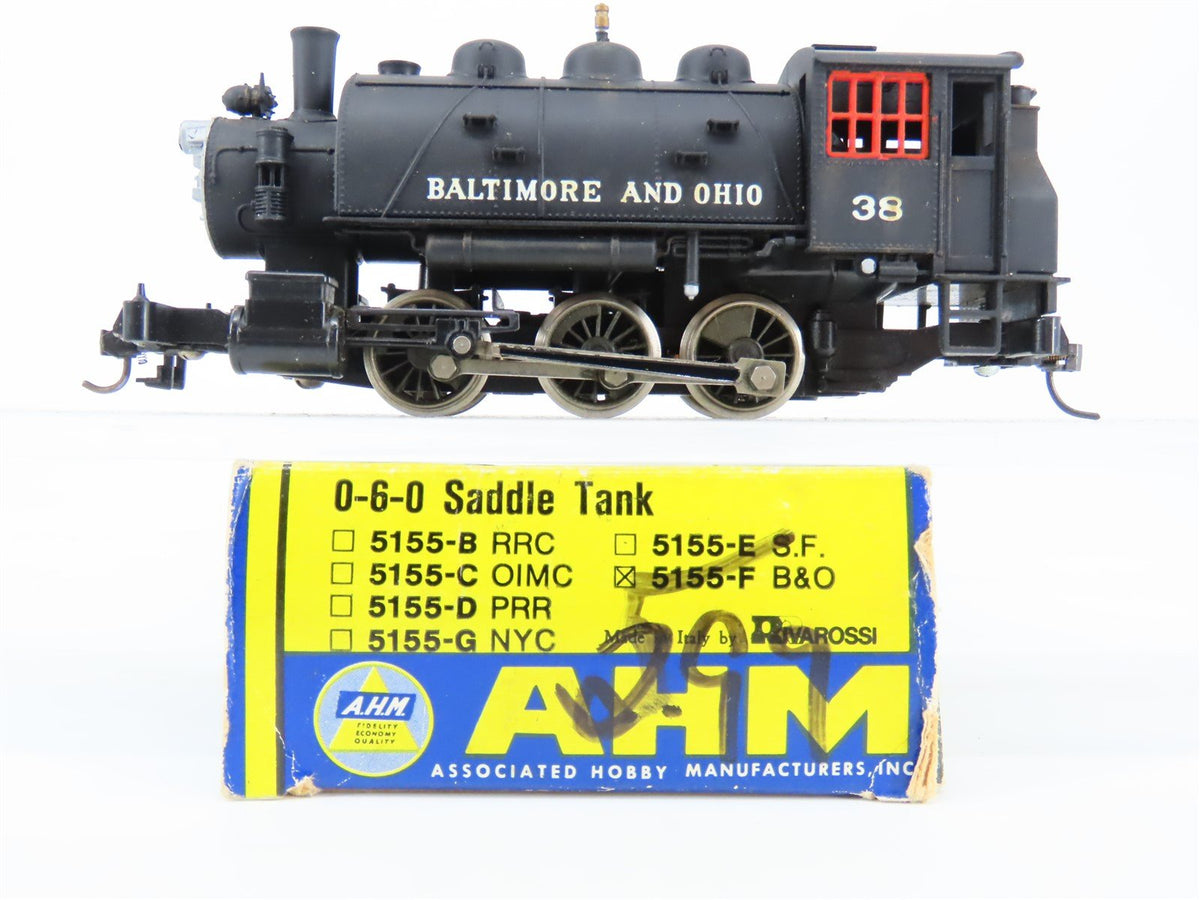 BALTIMORE AND OHIO
38
0-6-0 Saddle Tank
☐ 5155-B RRC ☐ 5155-E S.F.
☐ 5155-C OIMC ☒ 5155-F B&O
☐ 5155-D PRR
☐ 5155-G NYC Made in Italy by RIVAROSSI
A.H.M.
FIDELITY
ECONOMY
QUALITY
AHM
ASSOCIATED HOBBY MANUFACTURERS, INC